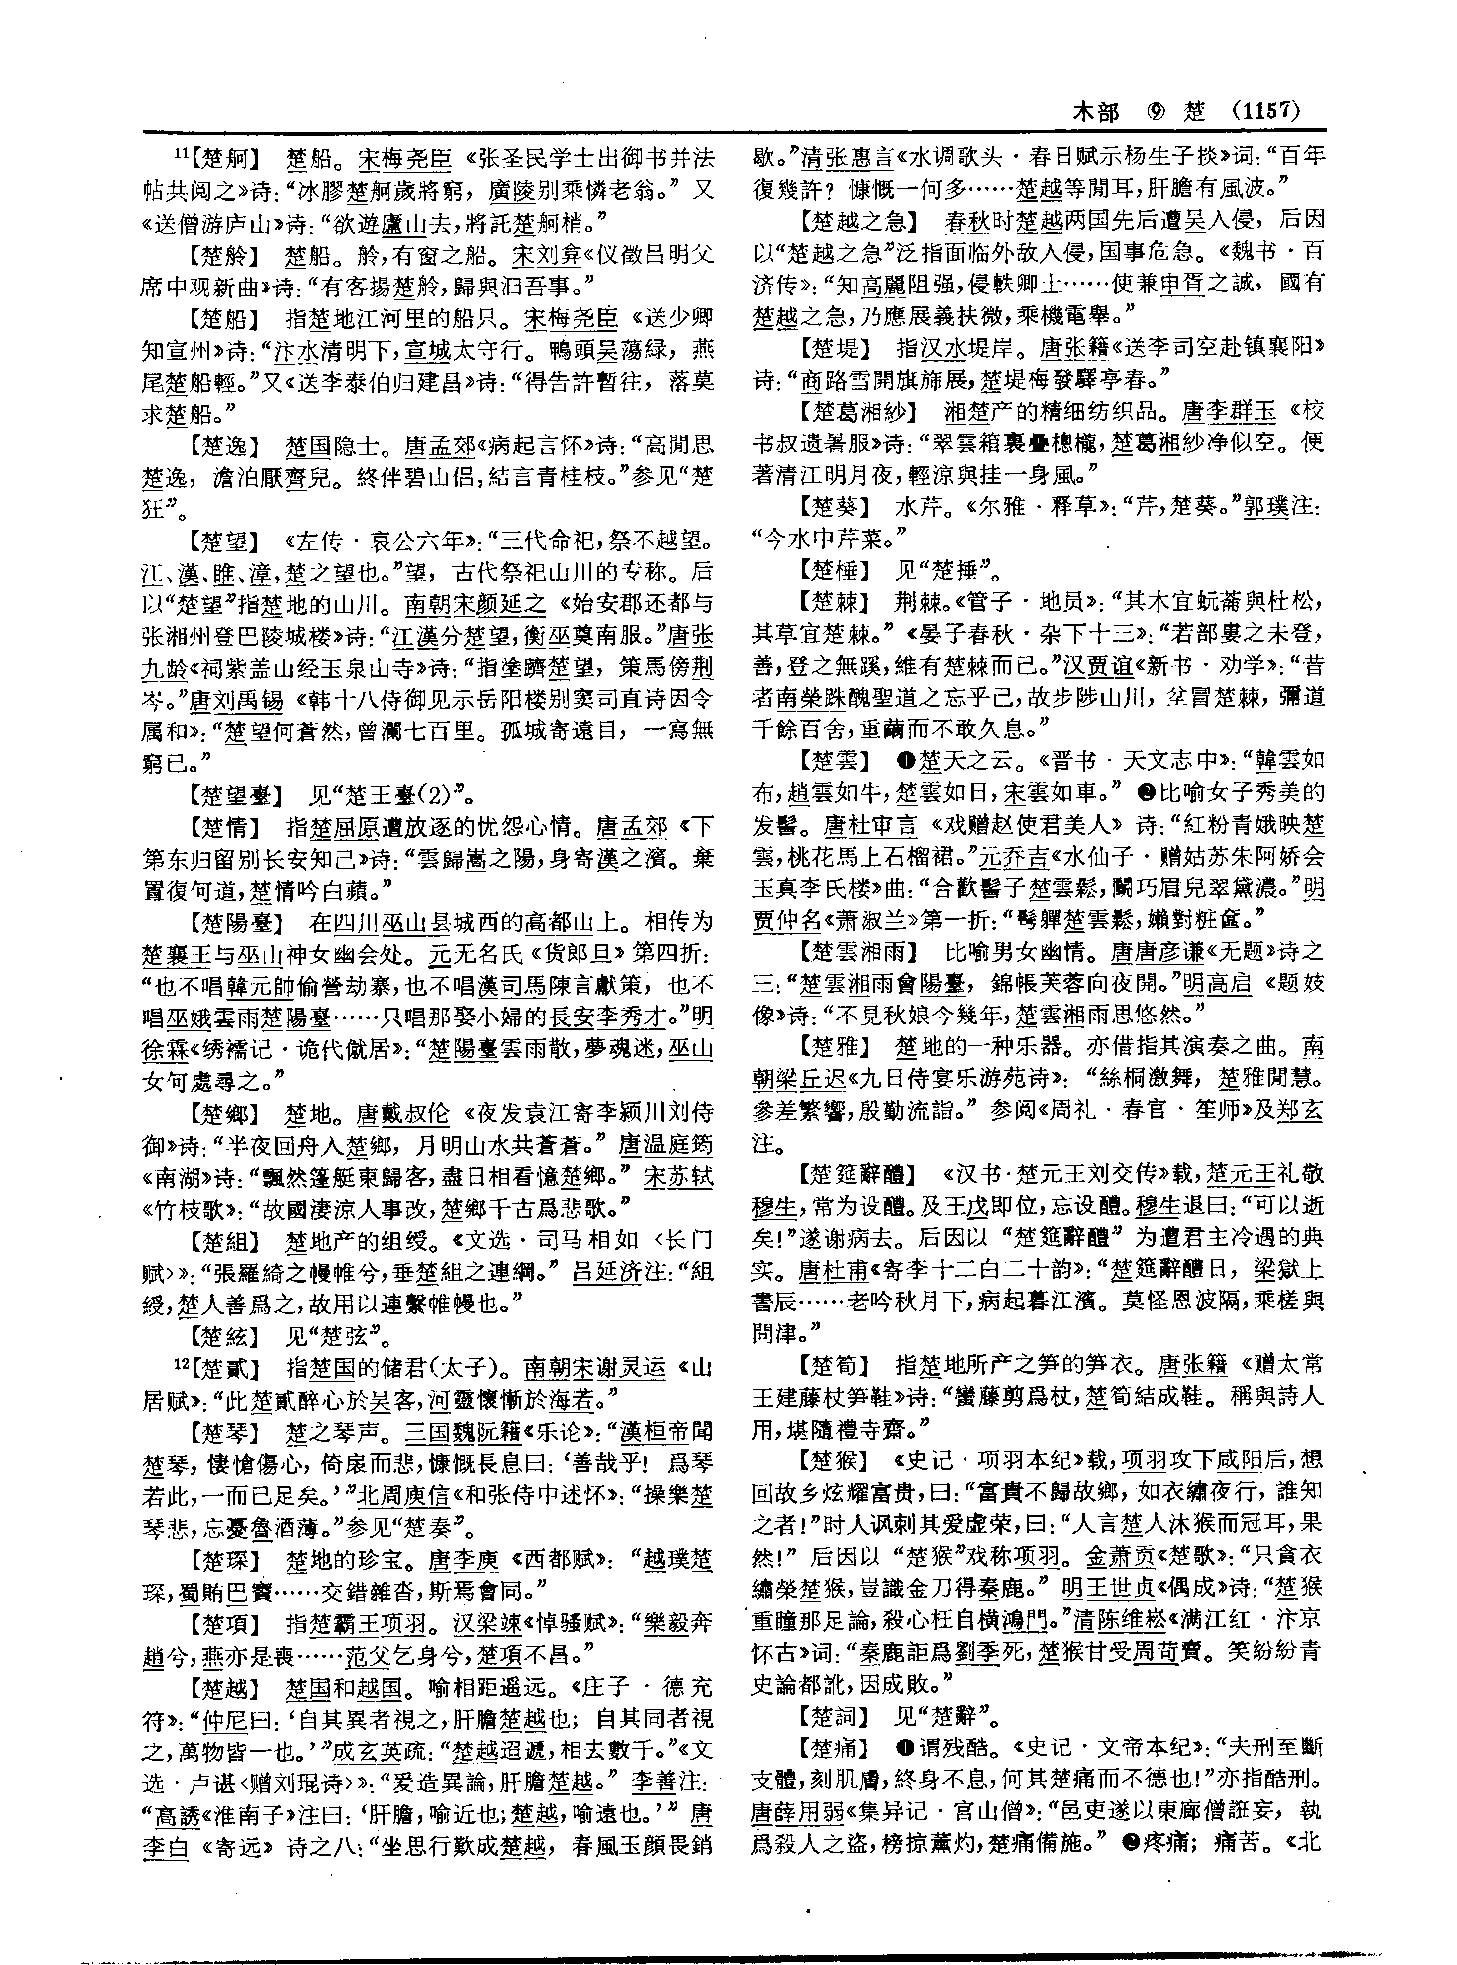 木部 ⑨ 楚 (1157)
11【楚舸】 楚船。宋梅尧臣《张圣民学士出御书并法
帖共阅之》诗：“冰膠楚舸歲將窮，廣陵别乘憐老翁。”又
《送僧游庐山》诗：“欲遊廬山去，將託楚舸梢。”
【楚舲】 楚船。舲，有窗之船。宋刘弇《仪徵吕明父
席中观新曲》诗：“有客揚楚舲，歸與汩吾事。”
【楚船】 指楚地江河里的船只。宋梅尧臣《送少卿
知宣州》诗：“汴水清明下，宣城太守行。鴨頭吴蕩緑，燕
尾楚船輕。”又《送李泰伯归建昌》诗：“得告許暫往，落莫
求楚船。”
【楚逸】 楚国隐士。唐孟郊《病起言怀》诗：“高閒思
楚逸，澹泊厭齊兒。終伴碧山侣，結言青桂枝。”参见“楚
狂”。
【楚望】 《左传·哀公六年》：“三代命祀，祭不越望。
江、漢、睢、漳，楚之望也。”望，古代祭祀山川的专称。后
以“楚望”指楚地的山川。南朝宋颜延之《始安郡还都与
张湘州登巴陵城楼》诗：“江漢分楚望，衡巫奠南服。”唐张
九龄《祠紫盖山经玉泉山寺》诗：“指塗躋楚望，策馬傍荆
岑。”唐刘禹锡《韩十八侍御见示岳阳楼别窦司直诗因令
属和》：“楚望何蒼然，曾瀾七百里。孤城寄遠目，一寫無
窮已。”
【楚望臺】 见“楚王臺(2)”。
【楚情】 指楚屈原遭放逐的忧怨心情。唐孟郊《下
第东归留别长安知己》诗：“雲歸嵩之陽，身寄漢之濱。棄
置復何道，楚情吟白蘋。”
【楚陽臺】 在四川巫山县城西的高都山上。相传为
楚襄王与巫山神女幽会处。元无名氏《货郎旦》第四折：
“也不唱韓元帥偷營劫寨，也不唱漢司馬陳言獻策，也不
唱巫娥雲雨楚陽臺……只唱那娶小婦的長安李秀才。”明
徐霖《绣襦记·诡代僦居》：“楚陽臺雲雨散，夢魂迷，巫山
女何處尋之。”
【楚鄉】 楚地。唐戴叔伦《夜发袁江寄李颍川刘侍
御》诗：“半夜回舟入楚鄉，月明山水共蒼蒼。”唐温庭筠
《南湖》诗：“飄然篷艇東歸客，盡日相看憶楚鄉。”宋苏轼
《竹枝歌》：“故國淒涼人事改，楚鄉千古爲悲歌。”
【楚組】 楚地产的组绶。《文选·司马相如〈长门
赋〉》：“張羅綺之幔帷兮，垂楚組之連綱。”吕延济注：“組
綬，楚人善爲之，故用以連繫帷幔也。”
【楚絃】 见“楚弦”。
12【楚貳】 指楚国的储君(太子)。南朝宋谢灵运《山
居赋》：“此楚貳醉心於吴客，河靈懷慚於海若。”
【楚琴】 楚之琴声。三国魏阮籍《乐论》：“漢桓帝聞
楚琴，悽愴傷心，倚扆而悲，慷慨長息曰：‘善哉乎！爲琴
若此，一而已足矣。’”北周庾信《和张侍中述怀》：“操樂楚
琴悲，忘憂魯酒薄。”参见“楚奏”。
【楚琛】 楚地的珍宝。唐李庾《西都赋》：“越璞楚
琛，蜀賄巴寶……交錯雜沓，斯焉會同。”
【楚項】 指楚霸王项羽。汉梁竦《悼骚赋》：“樂毅奔
趙兮，燕亦是喪……范父乞身兮，楚項不昌。”
【楚越】 楚国和越国。喻相距遥远。《庄子·德充
符》：“仲尼曰：‘自其異者視之，肝膽楚越也；自其同者視
之，萬物皆一也。’”成玄英疏：“楚越迢遞，相去數千。”《文
选·卢谌〈赠刘琨诗〉》：“爰造異論，肝膽楚越。”李善注：
“高誘《淮南子》注曰：‘肝膽，喻近也；楚越，喻遠也。’”唐
李白《寄远》诗之八：“坐思行歎成楚越，春風玉顔畏銷
歇。”清张惠言《水调歌头·春日赋示杨生子掞》词：“百年
復幾許？慷慨一何多……楚越等閒耳，肝膽有風波。”
【楚越之急】 春秋时楚越两国先后遭吴入侵，后因
以“楚越之急”泛指面临外敌入侵，国事危急。《魏书·百
济传》：“知高麗阻强，侵軼卿土……使兼申胥之誠，國有
楚越之急，乃應展義扶微，乘機電舉。”
【楚堤】 指汉水堤岸。唐张籍《送李司空赴镇襄阳》
诗：“商路雪開旗旆展，楚堤梅發驛亭春。”
【楚葛湘紗】 湘楚产的精细纺织品。唐李群玉《校
书叔遗暑服》诗：“翠雲箱裏疊櫳櫳，楚葛湘紗净似空。便
著清江明月夜，輕涼與挂一身風。”
【楚葵】 水芹。《尔雅·释草》：“芹，楚葵。”郭璞注：
“今水中芹菜。”
【楚棰】 见“楚捶”。
【楚棘】 荆棘。《管子·地员》：“其木宜蚖菕與杜松，
其草宜楚棘。”《晏子春秋·杂下十三》：“若部婁之未登，
善，登之無蹊，維有楚棘而已。”汉贾谊《新书·劝学》：“昔
者南榮跦醜聖道之忘乎己，故步陟山川，坌冒楚棘，彌道
千餘百舍，重繭而不敢久息。”
【楚雲】 ❶楚天之云。《晋书·天文志中》：“韓雲如
布，趙雲如牛，楚雲如日，宋雲如車。”❷比喻女子秀美的
发髻。唐杜审言《戏赠赵使君美人》诗：“紅粉青娥映楚
雲，桃花馬上石榴裙。”元乔吉《水仙子·赠姑苏朱阿娇会
玉真李氏楼》曲：“合歡髻子楚雲鬆，鬭巧眉兒翠黛濃。”明
贾仲名《萧淑兰》第一折：“髩嚲楚雲鬆，嬾對粧奩。”
【楚雲湘雨】 比喻男女幽情。唐唐彦谦《无题》诗之
三：“楚雲湘雨會陽臺，錦帳芙蓉向夜開。”明高启《题妓
像》诗：“不見秋娘今幾年，楚雲湘雨思悠然。”
【楚雅】 楚地的一种乐器。亦借指其演奏之曲。南
朝梁丘迟《九日侍宴乐游苑诗》：“絲桐激舞，楚雅閒慧。
參差繁響，殷勤流詣。”参阅《周礼·春官·笙师》及郑玄
注。
【楚筵辭醴】 《汉书·楚元王刘交传》载，楚元王礼敬
穆生，常为设醴。及王戊即位，忘设醴。穆生退曰：“可以逝
矣！”遂谢病去。后因以“楚筵辭醴”为遭君主冷遇的典
实。唐杜甫《寄李十二白二十韵》：“楚筵辭醴日，梁獄上
書辰……老吟秋月下，病起暮江濱。莫怪恩波隔，乘槎與
問津。”
【楚筍】 指楚地所产之笋的笋衣。唐张籍《赠太常
王建藤杖笋鞋》诗：“蠻藤剪爲杖，楚筍結成鞋。稱與詩人
用，堪隨禮寺齋。”
【楚猴】 《史记·项羽本纪》载，项羽攻下咸阳后，想
回故乡炫耀富贵，曰：“富貴不歸故鄉，如衣繡夜行，誰知
之者！”时人讽刺其爱虚荣，曰：“人言楚人沐猴而冠耳，果
然！”后因以“楚猴”戏称项羽。金萧贡《楚歌》：“只貪衣
繡榮楚猴，豈識金刀得秦鹿。”明王世贞《偶成》诗：“楚猴
重瞳那足論，殺心枉自横鴻門。”清陈维崧《满江红·汴京
怀古》词：“秦鹿詎爲劉季死，楚猴甘受周苛賣。笑紛紛青
史論都訛，因成敗。”
【楚詞】 见“楚辭”。
【楚痛】 ❶谓残酷。《史记·文帝本纪》：“夫刑至斷
支體，刻肌膚，終身不息，何其楚痛而不德也！”亦指酷刑。
唐薛用弱《集异记·宫山僧》：“邑吏遂以東廊僧誑妄，執
爲殺人之盜，榜掠薰灼，楚痛備施。”❷疼痛；痛苦。《北